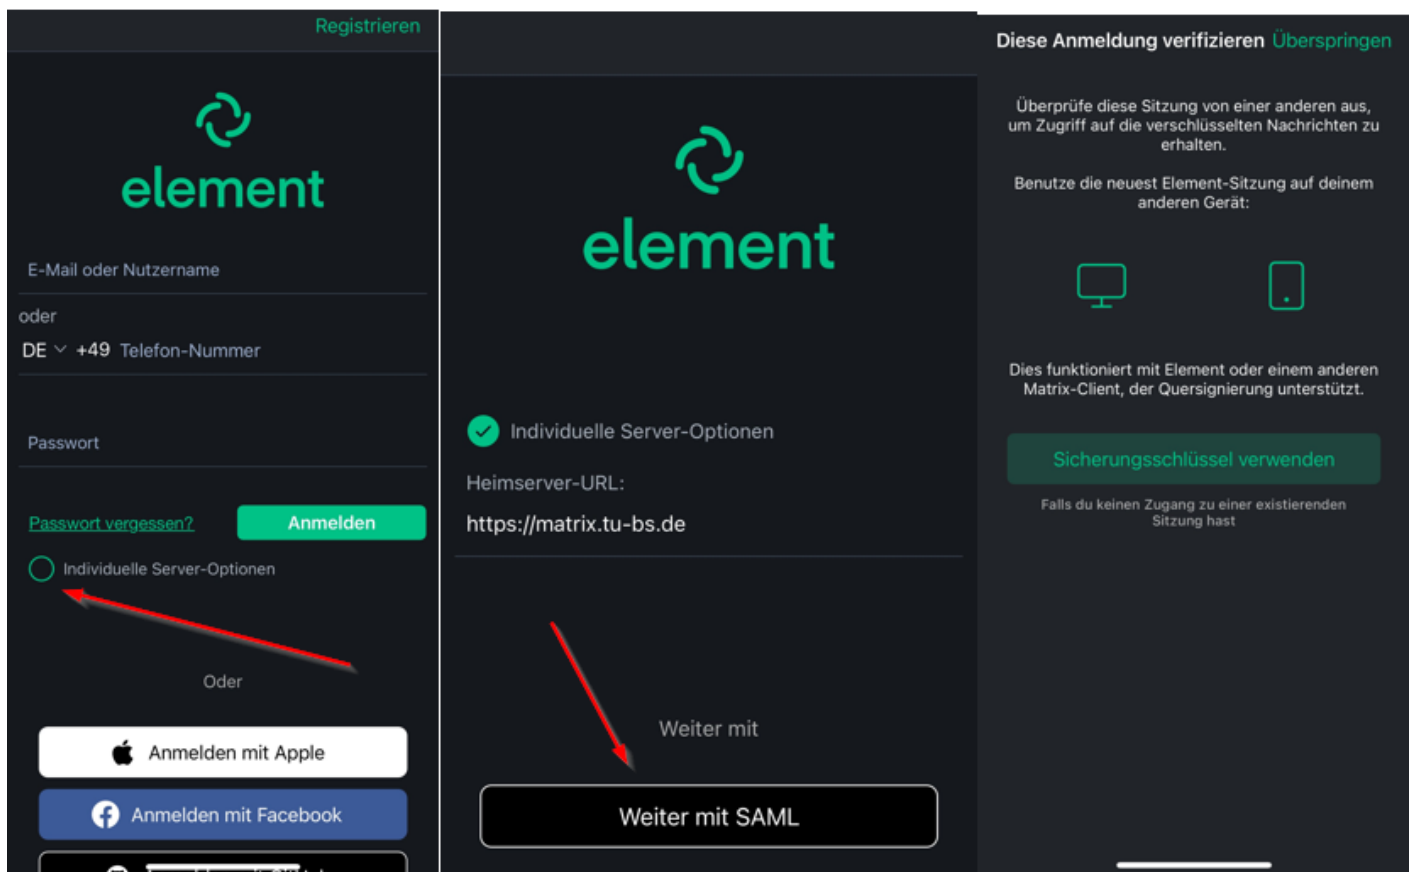 Registrieren
element
E-Mail oder Nutzername
oder
DE +49 Telefon-Nummer
Passwort
Passwort vergessen?
Anmelden
Individuelle Server-Optionen
Oder
Anmelden mit Apple
Anmelden mit Facebook
element
Individuelle Server-Optionen
Heimserver-URL:
https://matrix.tu-bs.de
Weiter mit
Weiter mit SAML
Diese Anmeldung verifizieren Überspringen
Überprüfe diese Sitzung von einer anderen aus,
um Zugriff auf die verschlüsselten Nachrichten zu
erhalten.
Benutze die neuest Element-Sitzung auf deinem
anderen Gerät:
Dies funktioniert mit Element oder einem anderen
Matrix-Client, der Quersignierung unterstützt.
Sicherungsschlüssel verwenden
Falls du keinen Zugang zu einer existierenden
Sitzung hast